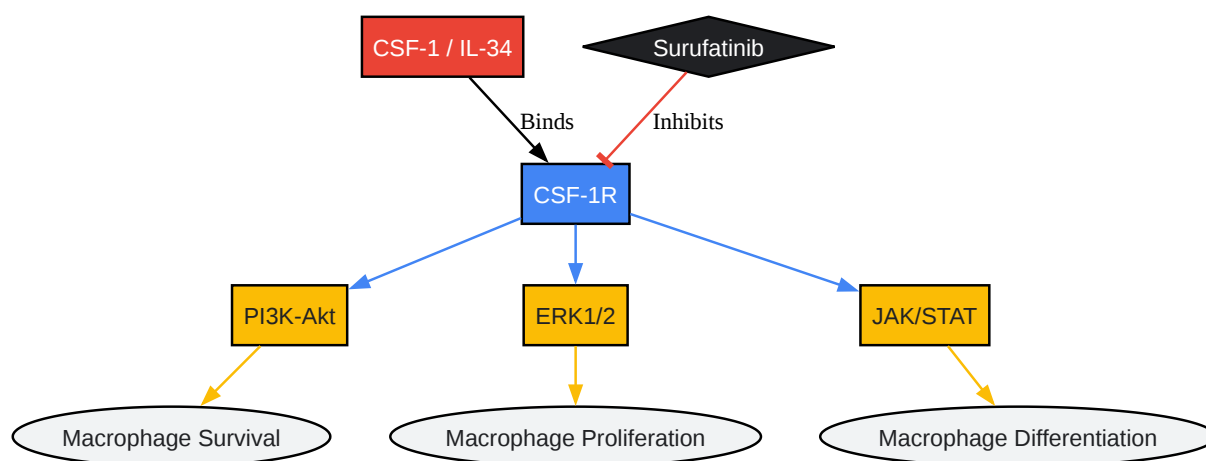 CSF-1 / IL-34
Surufatinib
Binds
Inhibits
CSF-1R
PI3K-Akt
ERK1/2
JAK/STAT
Macrophage Survival
Macrophage Proliferation
Macrophage Differentiation